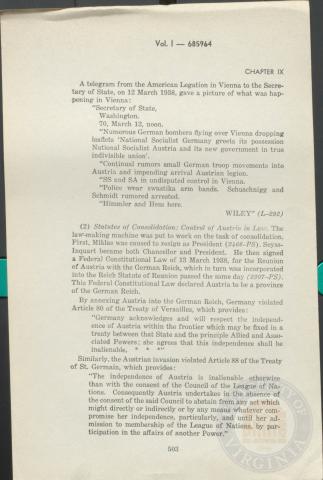 Vol. I — 685964
CHAPTER IX
A telegram from the American Legation in Vienna to the Secre-
tary of State, on 12 March 1938, gave a picture of what was hap-
pening in Vienna:
"Secretary of State,
Washington.
70, March 12, noon.
"Numerous German bombers flying over Vienna dropping
leaflets 'National Socialist Germany greets its possession
National Socialist Austria and its new government in true
indivisible union'.
"Continual rumors small German troop movements into
Austria and impending arrival Austrian legion.
"SS and SA in undisputed control in Vienna.
"Police wear swastika arm bands. Schuschnigg and
Schmidt rumored arrested.
"Himmler and Hess here.
WILEY" (L-292)
(2) Statutes of Consolidation: Control of Austria in Law. The
law-making machine was put to work on the task of consolidation.
First, Miklas was caused to resign as President (2466-PS). Seyss-
Inquart became both Chancellor and President. He then signed
a Federal Constitutional Law of 13 March 1938, for the Reunion
of Austria with the German Reich, which in turn was incorporated
into the Reich Statute of Reunion passed the same day (2307-PS).
This Federal Constitutional Law declared Austria to be a province
of the German Reich.
By annexing Austria into the German Reich, Germany violated
Article 80 of the Treaty of Versailles, which provides:
"Germany acknowledges and will respect the independ-
ence of Austria within the frontier which may be fixed in a
treaty between that State and the principle Allied and Asso-
ciated Powers; she agrees that this independence shall be
inalienable, * * *"
Similarly, the Austrian invasion violated Article 88 of the Treaty
of St. Germain, which provides:
"The independence of Austria is inalienable otherwise
than with the consent of the Council of the League of Na-
tions. Consequently Austria undertakes in the absence of
the consent of the said Council to abstain from any act which
might directly or indirectly or by any means whatever com-
promise her independence, particularly, and until her ad-
mission to membership of the League of Nations, by par-
ticipation in the affairs of another Power."
503
VIRGINIA